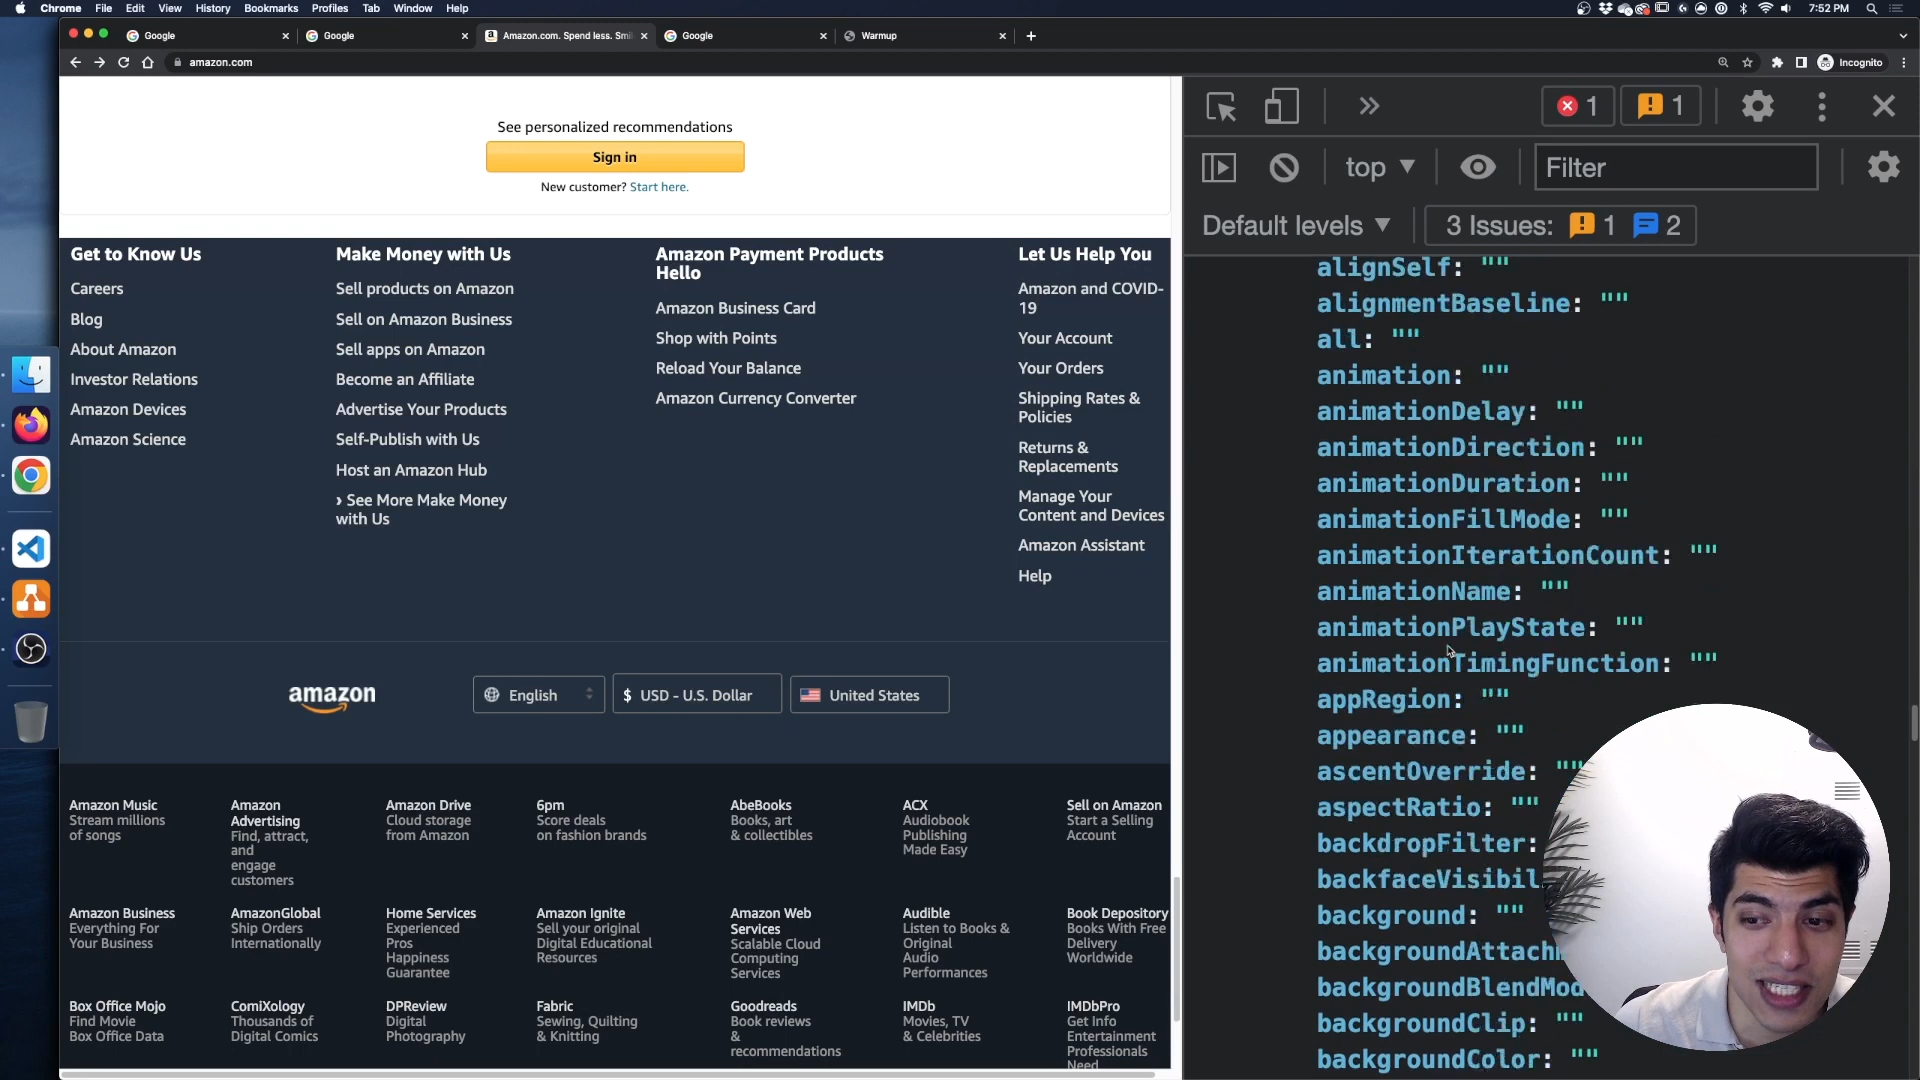 Chrome File Edit View History Bookmarks Profiles Tab Window Help
7:52 PM
Google
Google
Amazon.com. Spend less. Smi
Google
Warmup
amazon.com
Incognito
See personalized recommendations
Sign in
New customer? Start here.
Get to Know Us
Careers
Blog
About Amazon
Investor Relations
Amazon Devices
Amazon Science
Make Money with Us
Sell products on Amazon
Sell on Amazon Business
Sell apps on Amazon
Become an Affiliate
Advertise Your Products
Self-Publish with Us
Host an Amazon Hub
› See More Make Money
with Us
Amazon Payment Products
Hello
Amazon Business Card
Shop with Points
Reload Your Balance
Amazon Currency Converter
Let Us Help You
Amazon and COVID-
19
Your Account
Your Orders
Shipping Rates &
Policies
Returns &
Replacements
Manage Your
Content and Devices
Amazon Assistant
Help
amazon
English
$ USD - U.S. Dollar
United States
Amazon Music
Stream millions
of songs
Amazon
Advertising
Find, attract,
and
engage
customers
Amazon Drive
Cloud storage
from Amazon
6pm
Score deals
on fashion brands
AbeBooks
Books, art
& collectibles
ACX
Audiobook
Publishing
Made Easy
Sell on Amazon
Start a Selling
Account
Amazon Business
Everything For
Your Business
AmazonGlobal
Ship Orders
Internationally
Home Services
Experienced
Pros
Happiness
Guarantee
Amazon Ignite
Sell your original
Digital Educational
Resources
Amazon Web
Services
Scalable Cloud
Computing
Services
Audible
Listen to Books &
Original
Audio
Performances
Book Depository
Books With Free
Delivery
Worldwide
Box Office Mojo
Find Movie
Box Office Data
ComiXology
Thousands of
Digital Comics
DPReview
Digital
Photography
Fabric
Sewing, Quilting
& Knitting
Goodreads
Book reviews
&
recommendations
IMDb
Movies, TV
& Celebrities
IMDbPro
Get Info
Entertainment
Professionals
Need
1
1
top
Filter
Default levels
3 Issues: 1 2
alignSelf: ""
alignmentBaseline: ""
all: ""
animation: ""
animationDelay: ""
animationDirection: ""
animationDuration: ""
animationFillMode: ""
animationIterationCount: ""
animationName: ""
animationPlayState: ""
animationTimingFunction: ""
appRegion: ""
appearance: ""
ascentOverride: ""
aspectRatio: ""
backdropFilter:
backfaceVisibil
background: ""
backgroundAttach
backgroundBlendMod
backgroundClip: ""
backgroundColor: ""